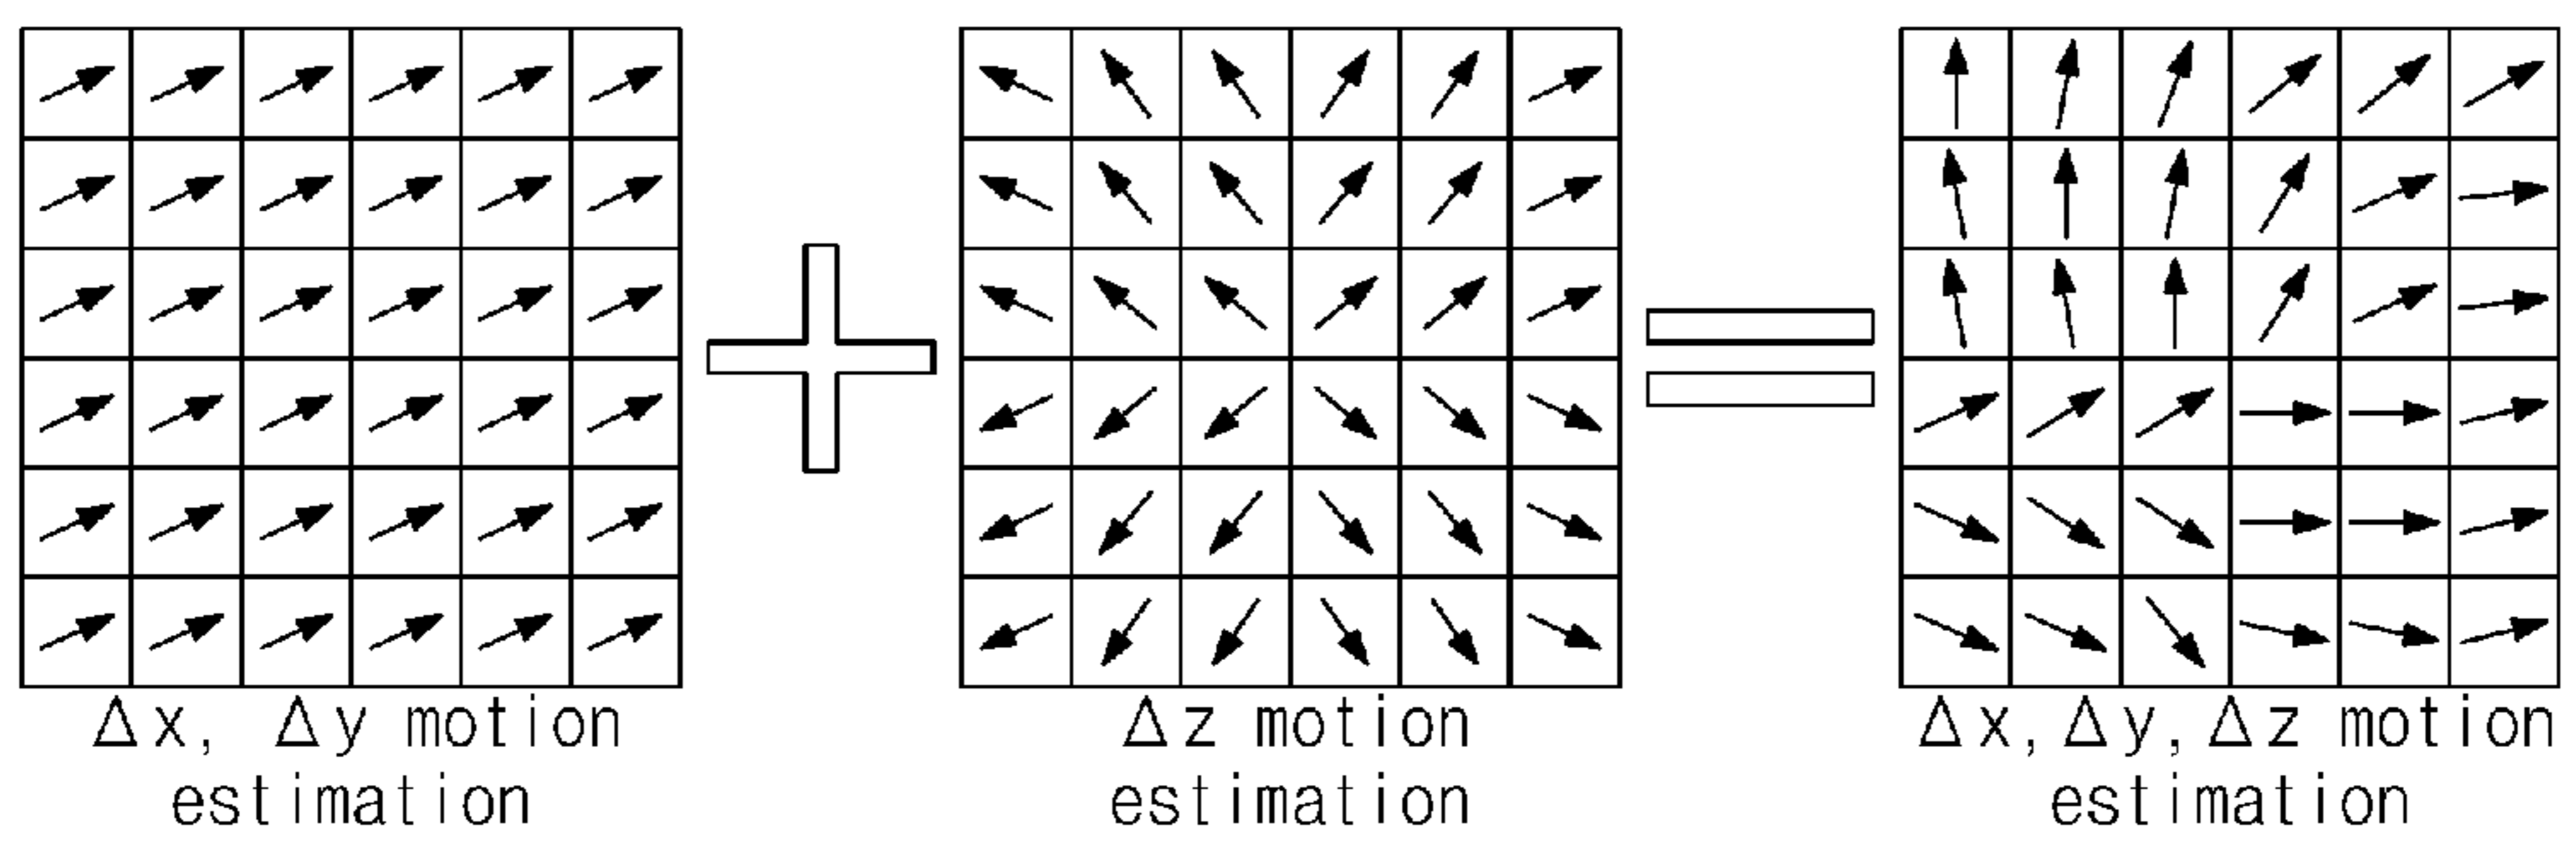 Δx, Δy motion
estimation
Δz motion
estimation
Δx, Δy, Δz motion
estimation